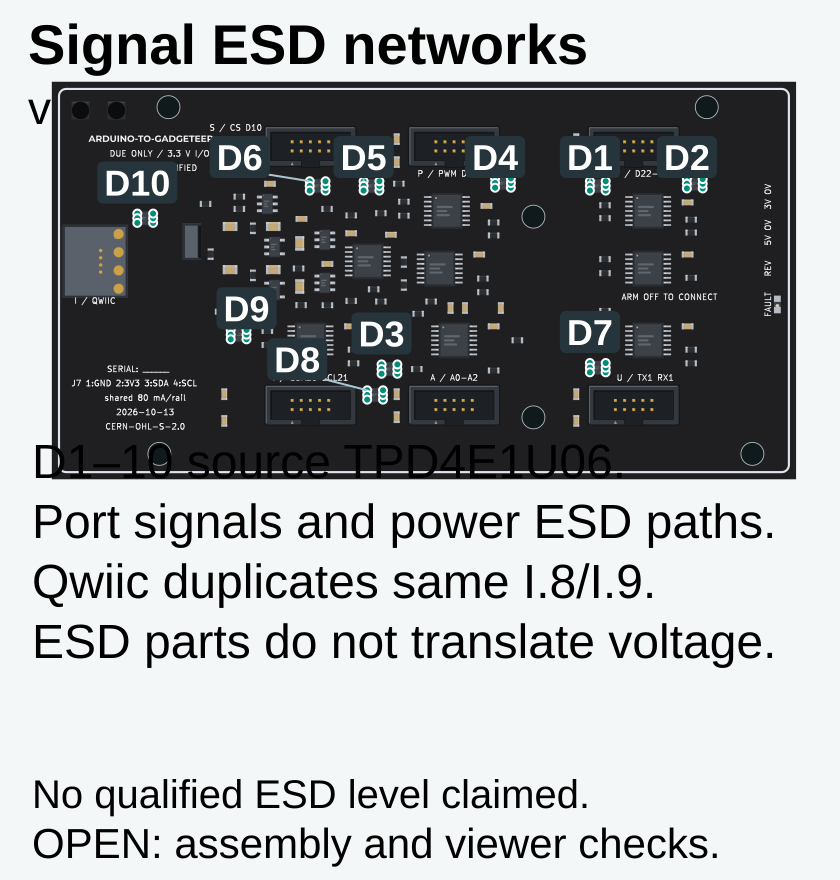 Signal ESD networks
v
S / CS D10
ARDUINO-TO-GADGETEER
DUE ONLY / 3.3 V I/O
IFIED
P / PWM D
/ D22-
D6
D5
D4
D1
D2
D10
3V OV
5V OV
REV
FAULT
I / QWIIC
ARM OFF TO CONNECT
D9
D3
D7
D8
SCL21
A / A0-A2
U / TX1 RX1
SERIAL: _____
J7 1:GND 2:3V3 3:SDA 4:SCL
shared 80 mA/rail
2026-10-13
CERN-OHL-S-2.0
D1–10 source TPD4E1U06.
Port signals and power ESD paths.
Qwiic duplicates same I.8/I.9.
ESD parts do not translate voltage.
No qualified ESD level claimed.
OPEN: assembly and viewer checks.